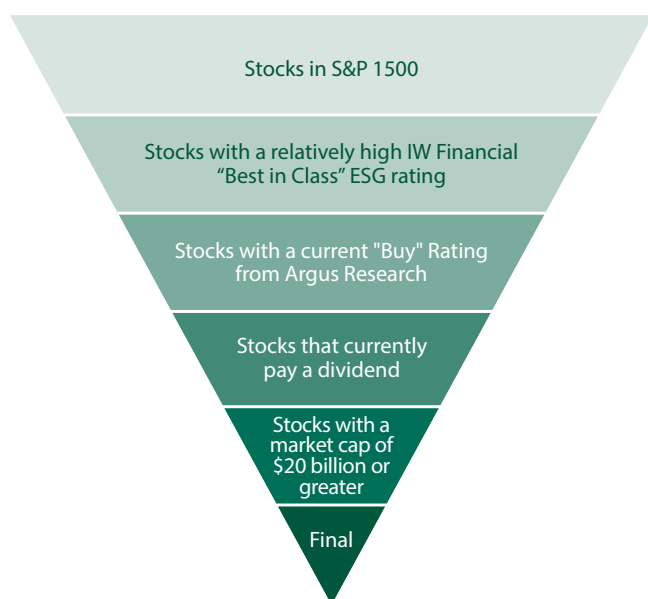 Stocks in S&P 1500
Stocks with a relatively high IW Financial
“Best in Class” ESG rating
Stocks with a current "Buy" Rating
from Argus Research
Stocks that currently
pay a dividend
Stocks with a
market cap of
$20 billion or
greater
Final